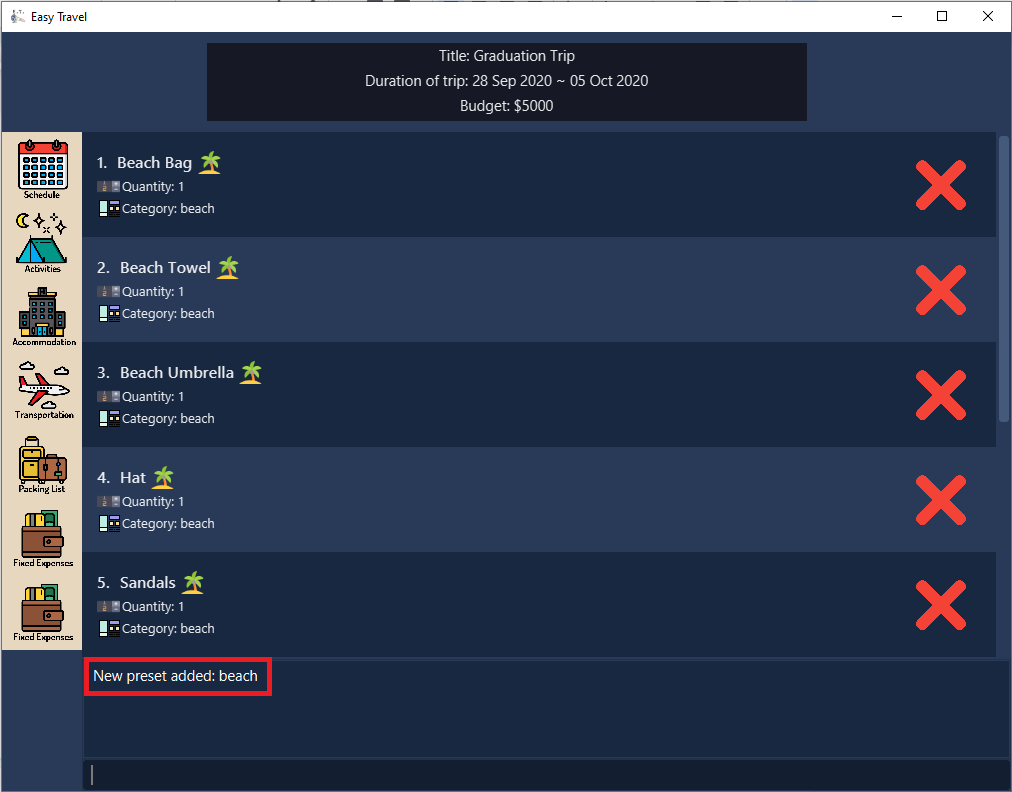 Easy Travel
Title: Graduation Trip
Duration of trip: 28 Sep 2020 ~ 05 Oct 2020
Budget: $5000
Schedule
Activities
Accommodation
Transportation
Packing List
Fixed Expenses
Fixed Expenses
1. Beach Bag
Quantity: 1
Category: beach
2. Beach Towel
Quantity: 1
Category: beach
3. Beach Umbrella
Quantity: 1
Category: beach
4. Hat
Quantity: 1
Category: beach
5. Sandals
Quantity: 1
Category: beach
New preset added: beach